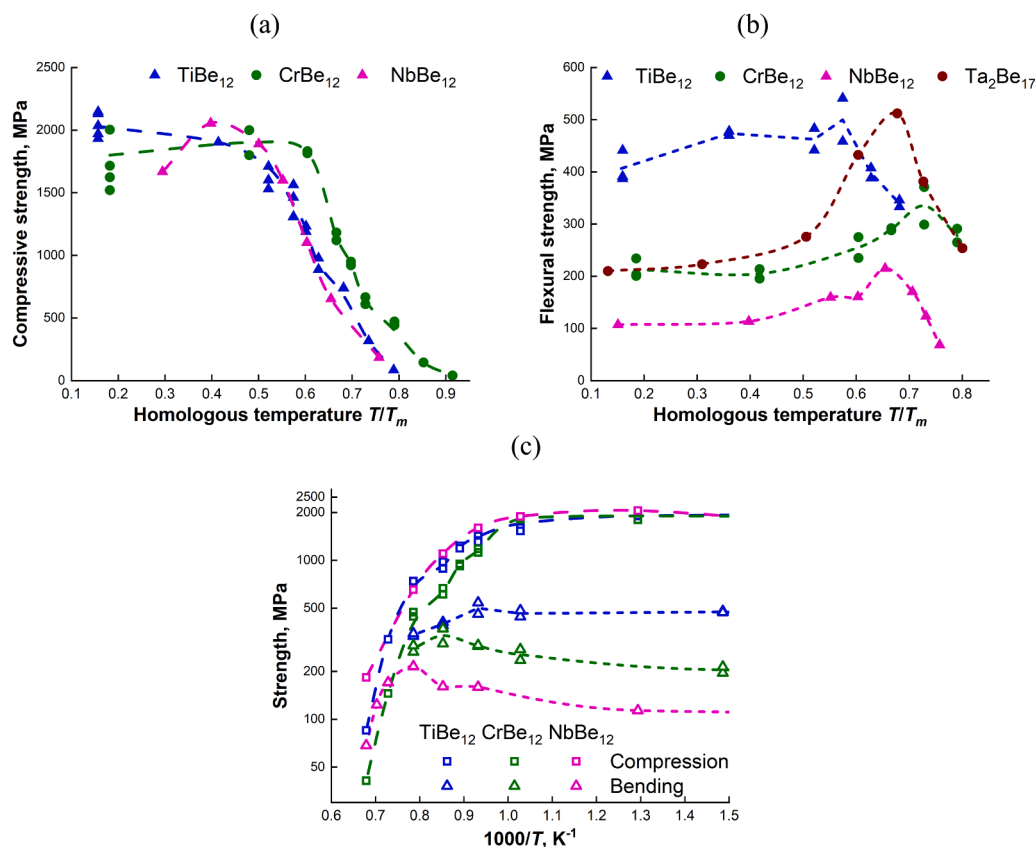 (a)
TiBe12 CrBe12 NbBe12
Compressive strength, MPa
2500
2000
1500
1000
500
0
0.1 0.2 0.3 0.4 0.5 0.6 0.7 0.8 0.9
Homologous temperature T/Tm
(b)
TiBe12 CrBe12 NbBe12 Ta2Be17
Flexural strength, MPa
600
500
400
300
200
100
0
0.1 0.2 0.3 0.4 0.5 0.6 0.7 0.8
Homologous temperature T/Tm
(c)
Strength, MPa
2500
2000
1000
500
200
100
50
TiBe12 CrBe12 NbBe12
Compression
Bending
0.6 0.7 0.8 0.9 1.0 1.1 1.2 1.3 1.4 1.5
1000/T, K-1